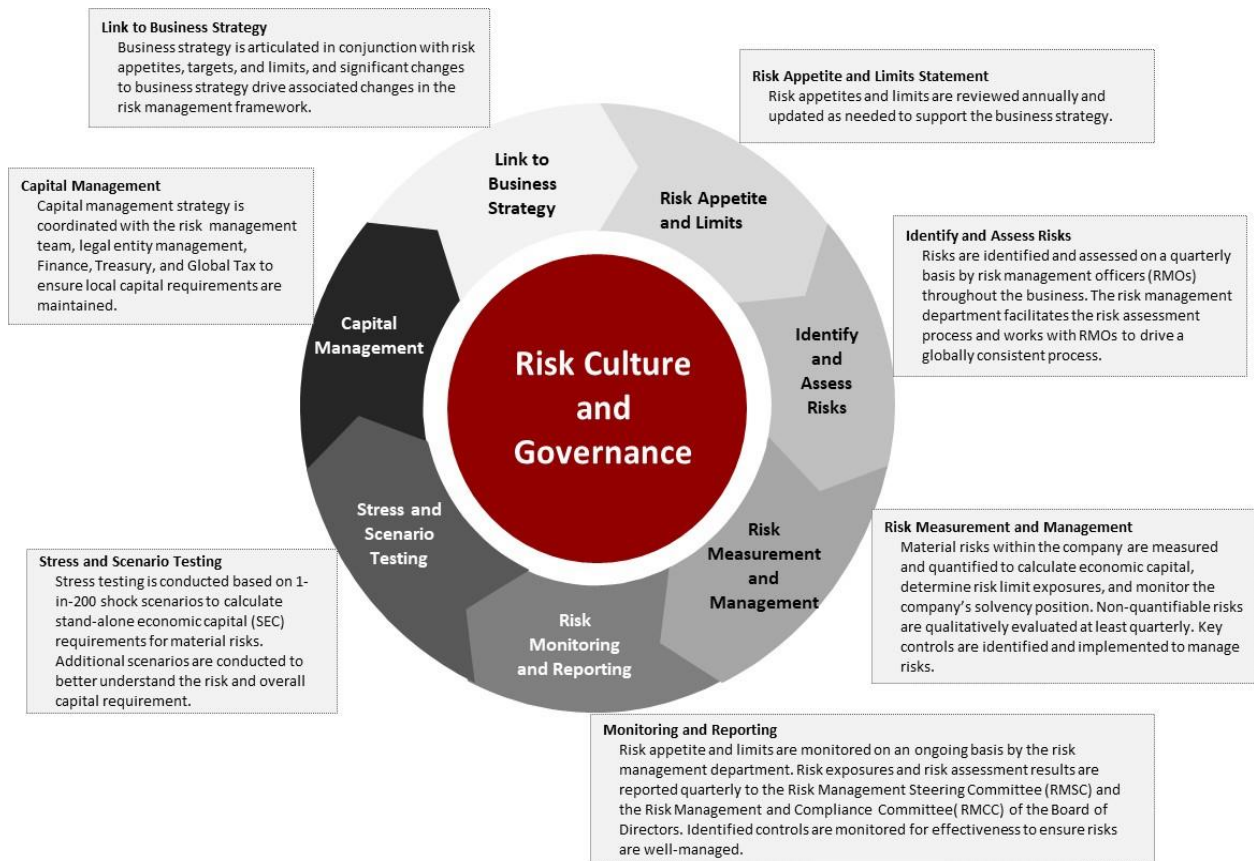 Link to Business Strategy
Business strategy is articulated in conjunction with risk
appetites, targets, and limits, and significant changes
to business strategy drive associated changes in the
risk management framework.
Risk Appetite and Limits Statement
Risk appetites and limits are reviewed annually and
updated as needed to support the business strategy.
Capital Management
Capital management strategy is
coordinated with the risk management
team, legal entity management,
Finance, Treasury, and Global Tax to
ensure local capital requirements are
maintained.
Identify and Assess Risks
Risks are identified and assessed on a quarterly
basis by risk management officers (RMOs)
throughout the business. The risk management
department facilitates the risk assessment
process and works with RMOs to drive a
globally consistent process.
Link to
Business
Strategy
Risk Appetite
and Limits
Identify
and
Assess
Risks
Risk
Measurement
and
Management
Risk
Monitoring
and Reporting
Stress and
Scenario
Testing
Capital
Management
Risk Culture
and
Governance
Risk Measurement and Management
Material risks within the company are measured
and quantified to calculate economic capital,
determine risk limit exposures, and monitor the
company's solvency position. Non-quantifiable risks
are qualitatively evaluated at least quarterly. Key
controls are identified and implemented to manage
risks.
Stress and Scenario Testing
Stress testing is conducted based on 1-
in-200 shock scenarios to calculate
stand-alone economic capital (SEC)
requirements for material risks.
Additional scenarios are conducted to
better understand the risk and overall
capital requirement.
Monitoring and Reporting
Risk appetite and limits are monitored on an ongoing basis by the risk
management department. Risk exposures and risk assessment results are
reported quarterly to the Risk Management Steering Committee (RMSC) and
the Risk Management and Compliance Committee( RMCC) of the Board of
Directors. Identified controls are monitored for effectiveness to ensure risks
are well-managed.